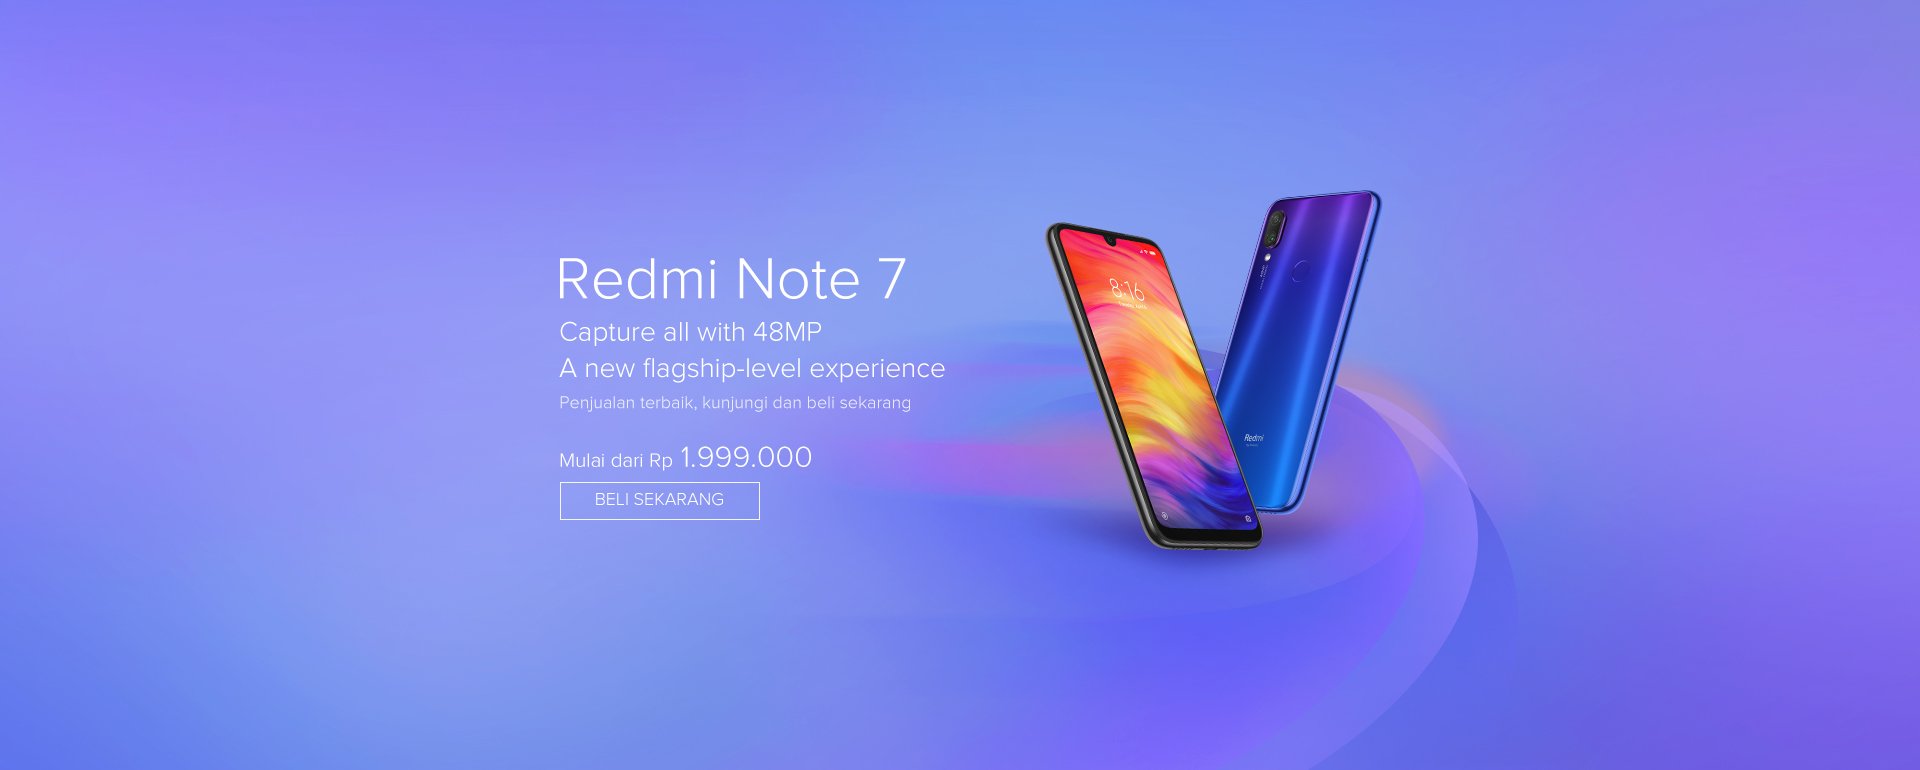 Redmi Note 7
Capture all with 48MP
A new flagship-level experience
Penjualan terbaik, kunjungi dan beli sekarang
Mulai dari Rp 1.999.000
BELI SEKARANG
8:16
Redmi